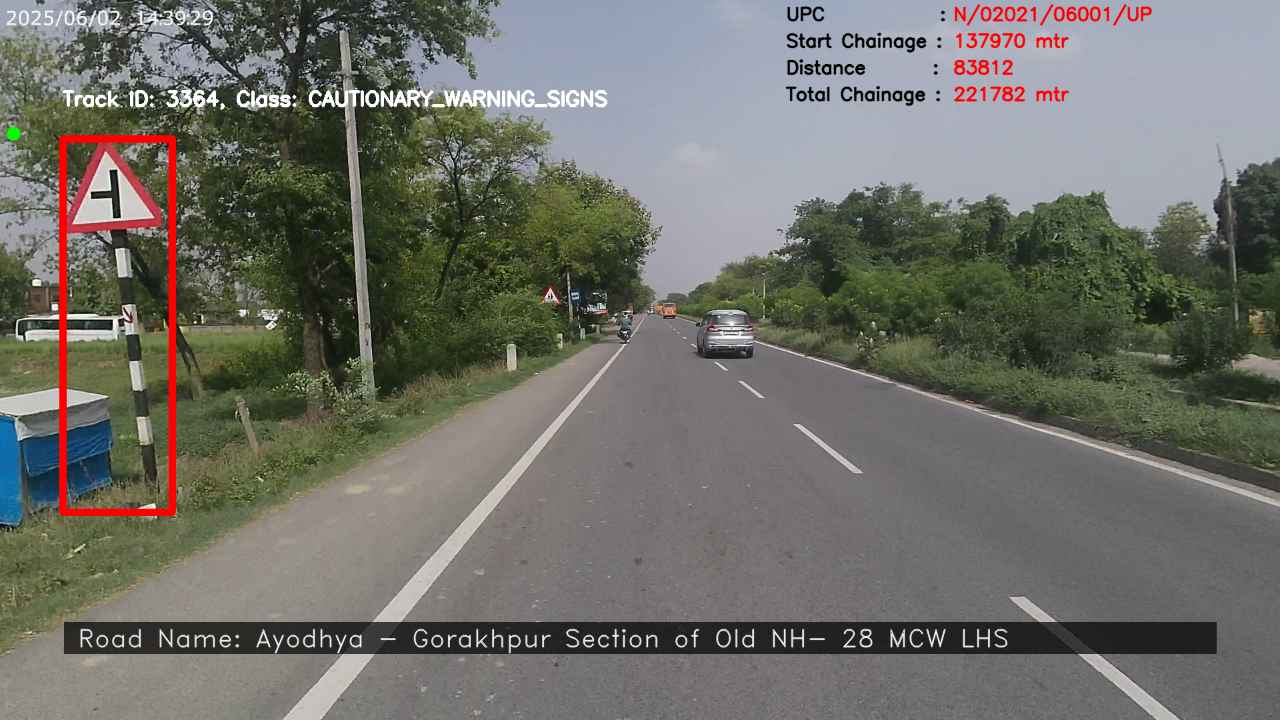 2025/06/02 14:39:29
UPC : N/02021/06001/UP
Start Chainage : 137970 mtr
Distance : 83812
Total Chainage : 221782 mtr
Track ID: 3364, Class: CAUTIONARY_WARNING_SIGNS
Road Name: Ayodhya - Gorakhpur Section of Old NH- 28 MCW LHS